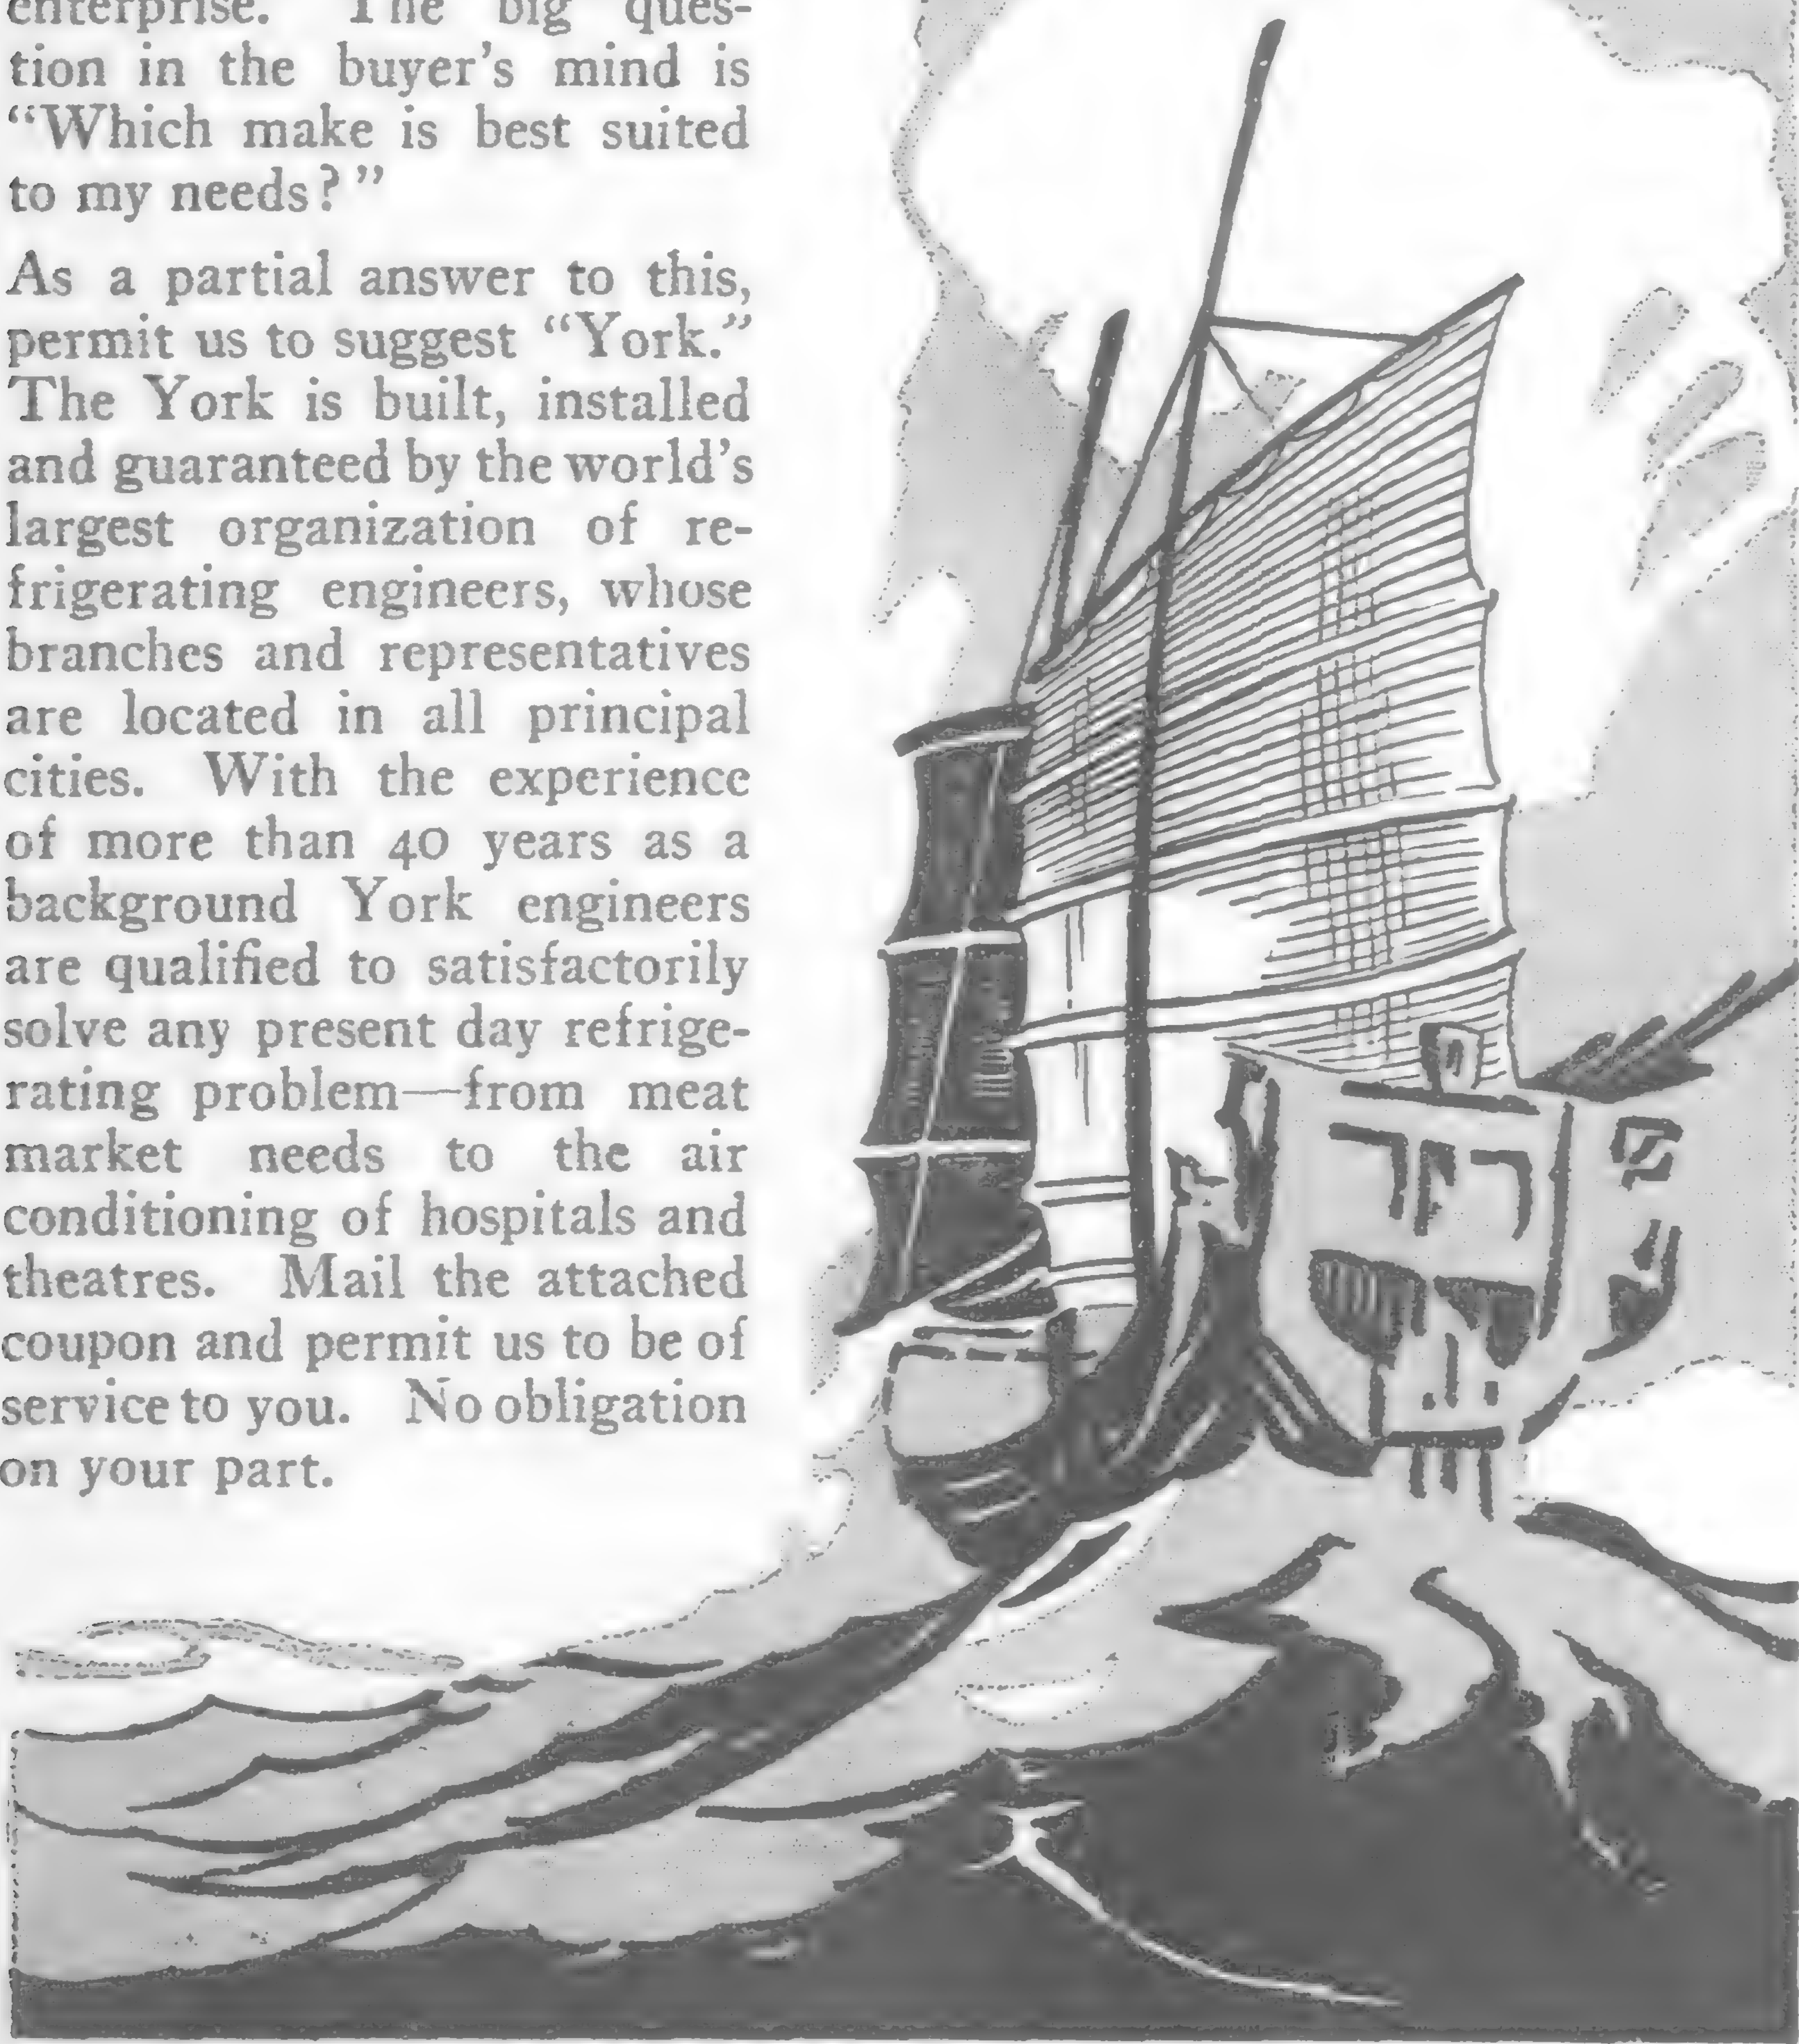 enterprise. The big ques-
tion in the buyer's mind is
“Which make is best suited
to my needs?”
As a partial answer to this,
permit us to suggest “York.”
The York is built, installed
and guaranteed by the world's
largest organization of re-
frigerating engineers, whose
branches and representatives
are located in all principal
cities. With the experience
of more than 40 years as a
background York engineers
are qualified to satisfactorily
solve any present day refrige-
rating problem—from meat
market needs to the air
conditioning of hospitals and
theatres. Mail the attached
coupon and permit us to be of
service to you. No obligation
on your part.